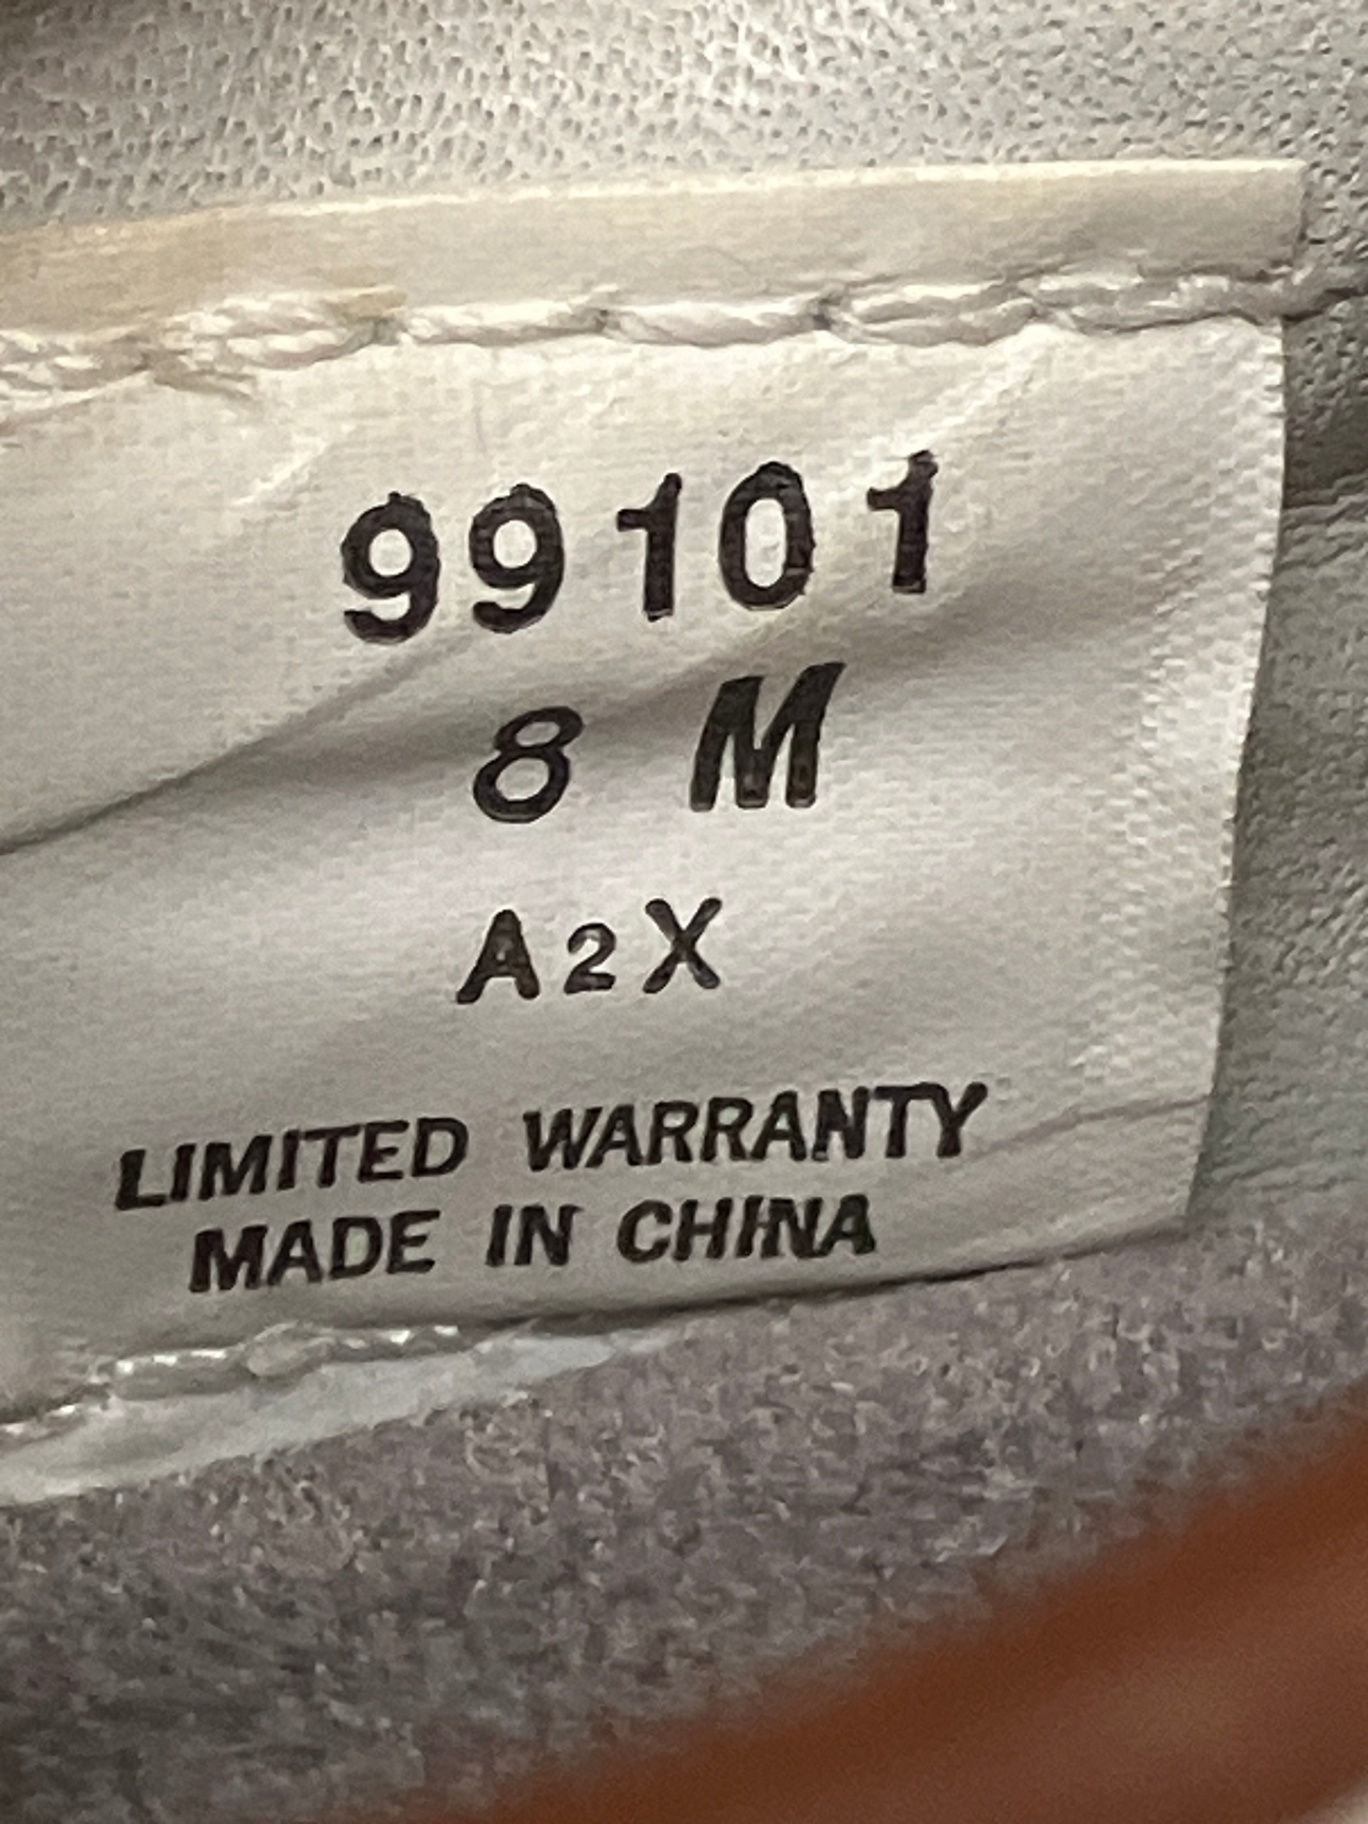 99101
8 M
A2X
LIMITED WARRANTY
MADE IN CHINA